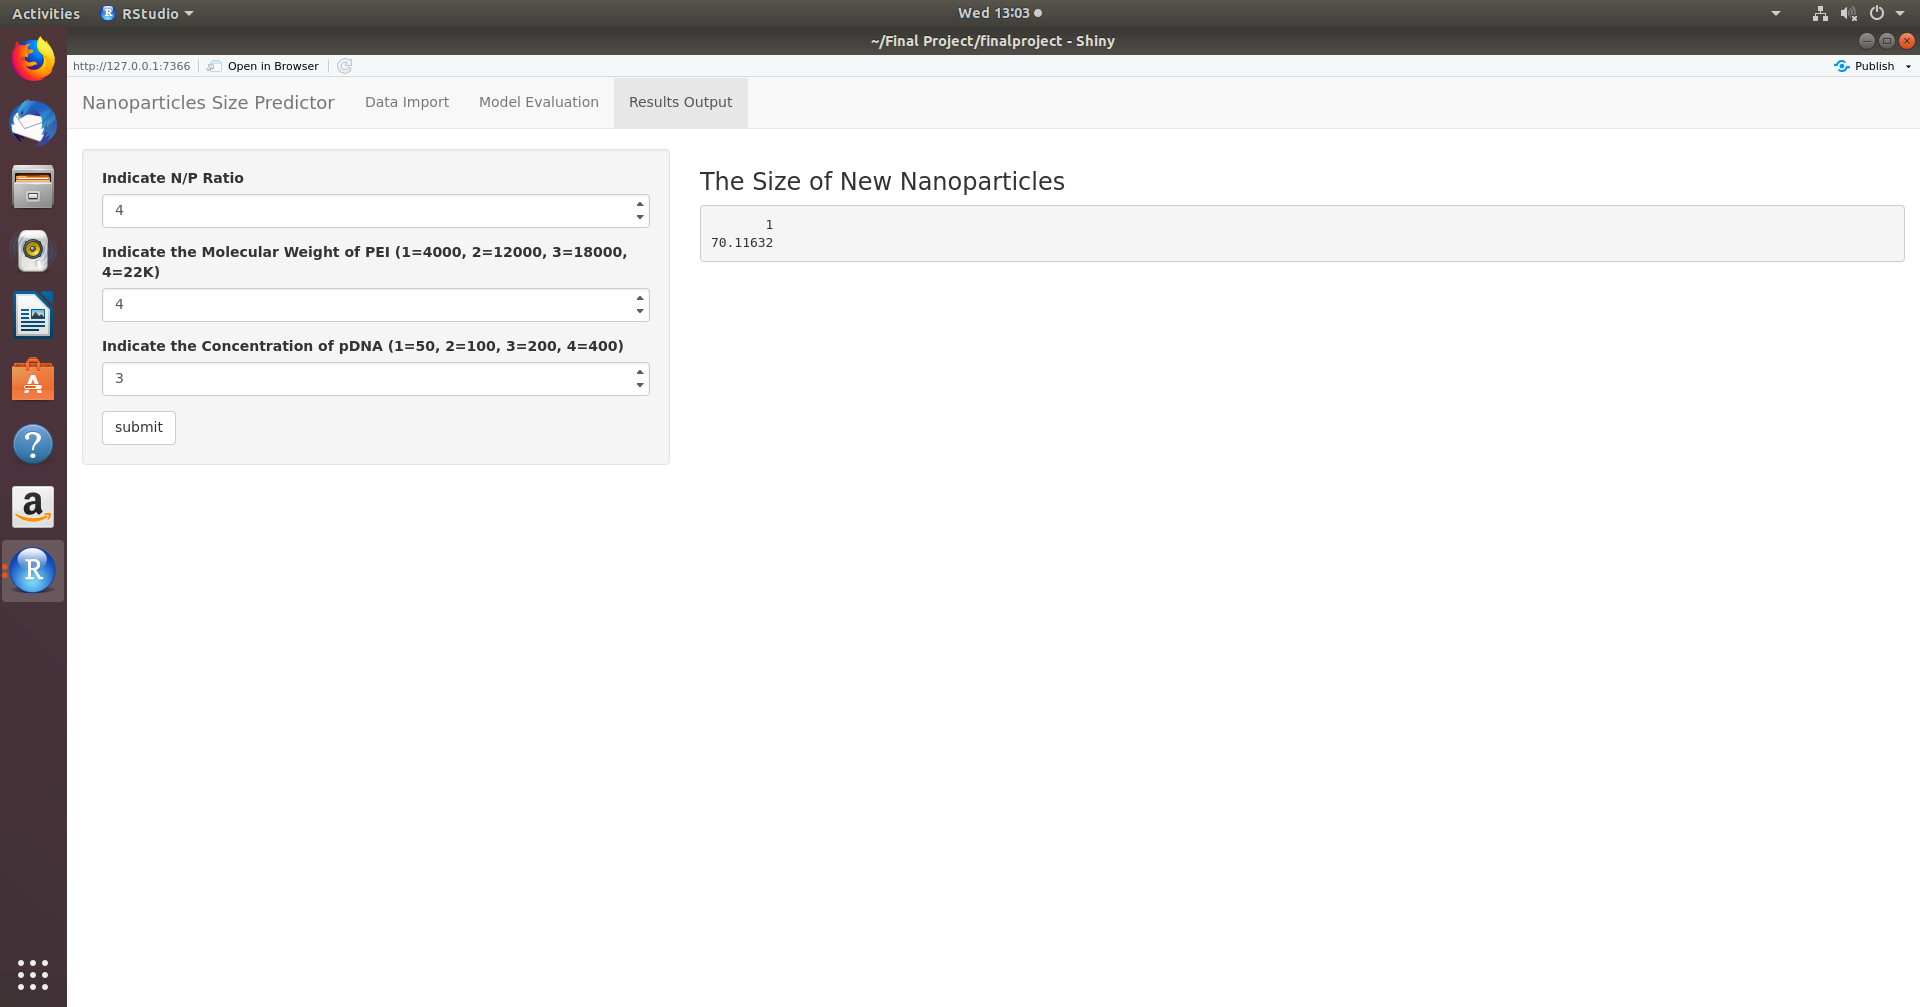 Activities
RStudio
Wed 13:03
~/Final Project/finalproject - Shiny
http://127.0.0.1:7366
Open in Browser
Publish
Nanoparticles Size Predictor
Data Import
Model Evaluation
Results Output
Indicate N/P Ratio
4
Indicate the Molecular Weight of PEI (1=4000, 2=12000, 3=18000,
4=22K)
4
Indicate the Concentration of pDNA (1=50, 2=100, 3=200, 4=400)
3
submit
The Size of New Nanoparticles
1
70.11632